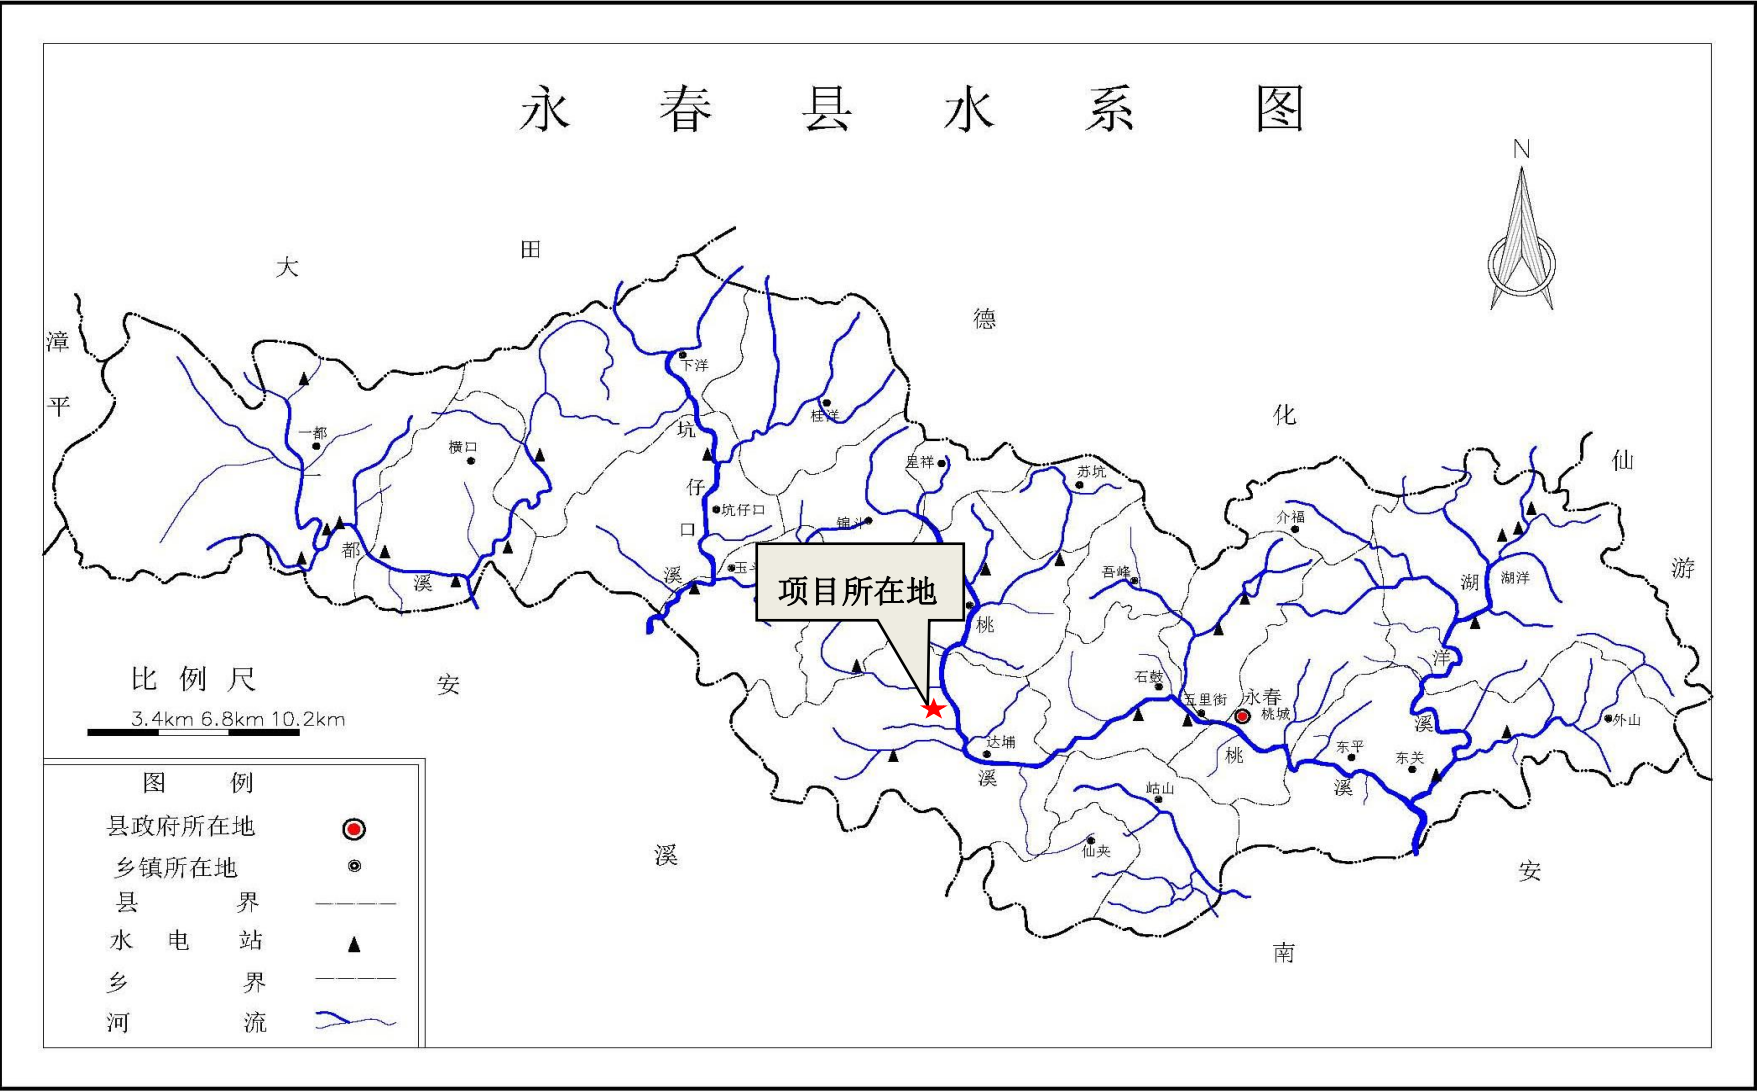 永春县水系图
N
大
田
德
化
仙
游
漳
平
安
溪
南
安
下洋
桂洋
坑
仔
口
溪
坑仔口
一都
横口
一
都
溪
呈祥
苏坑
锦斗
介福
吾峰
湖
湖洋
洋
溪
项目所在地
桃
石鼓
五里街
永春
桃城
外山
达埔
溪
桃
溪
东平
东关
岵山
仙夹
比例尺
3.4km 6.8km 10.2km
图例
县政府所在地
乡镇所在地
县界
水电站
乡界
河流